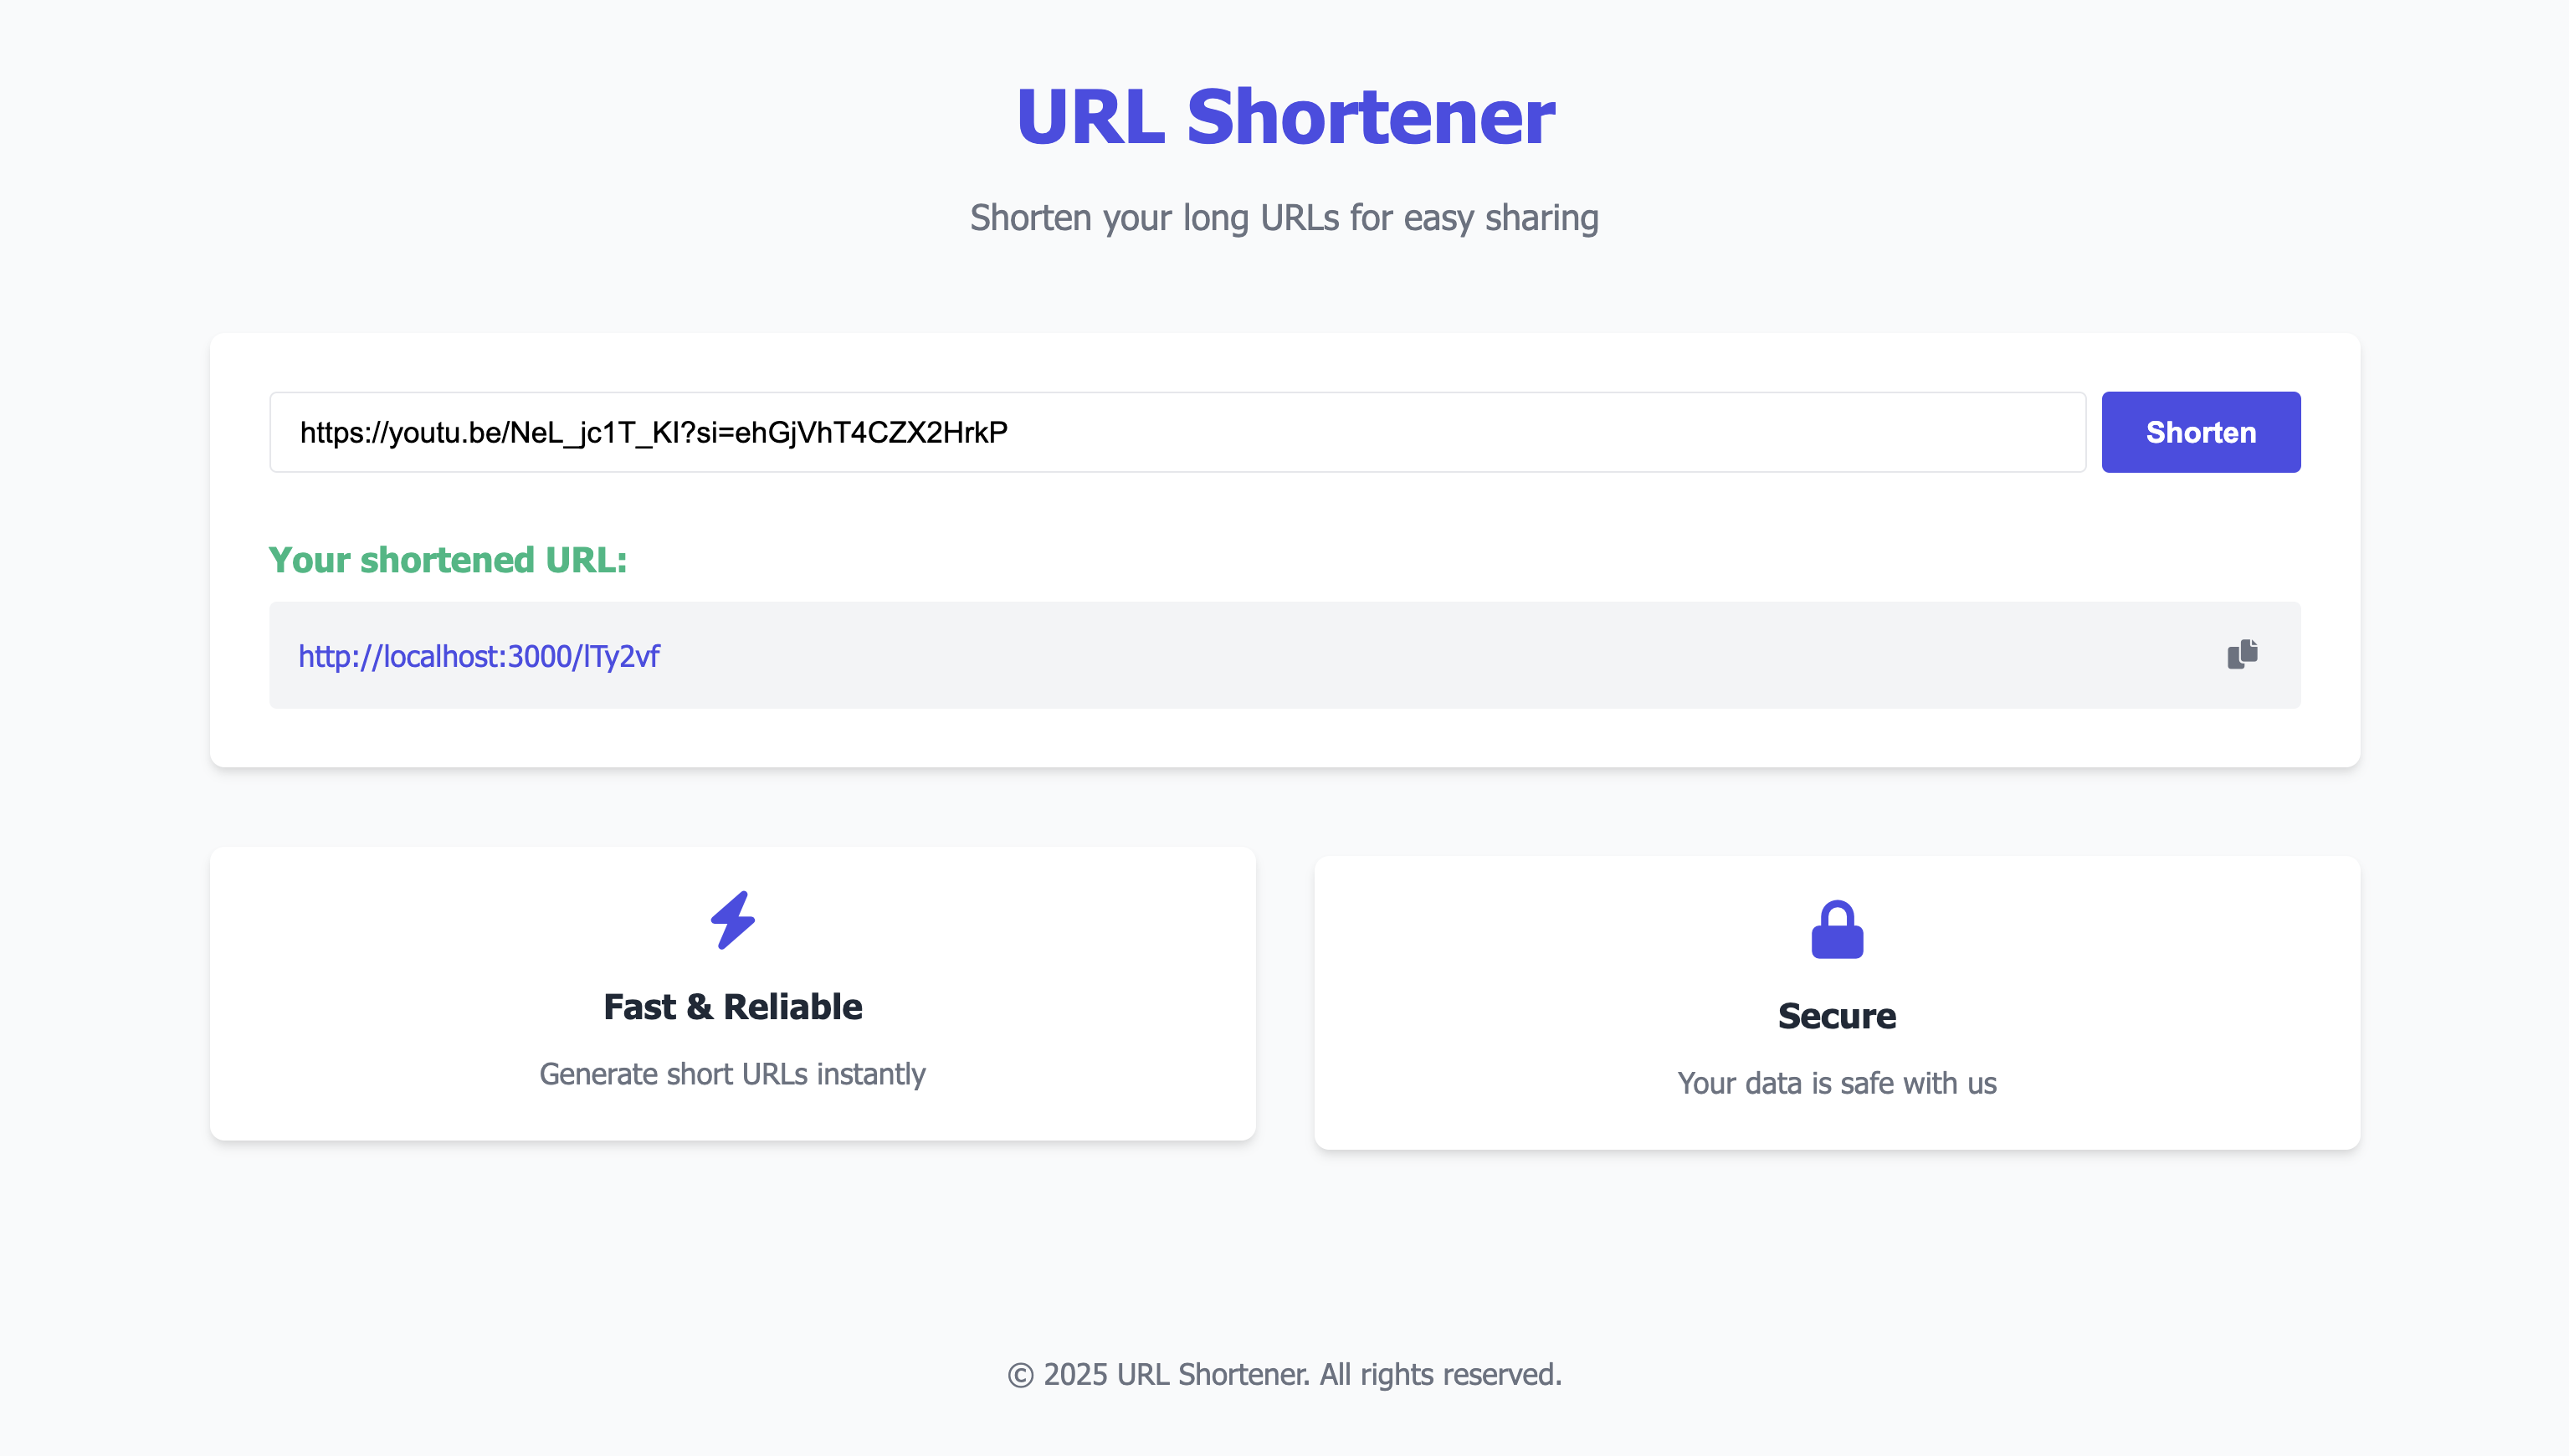 URL Shortener
Shorten your long URLs for easy sharing
https://youtu.be/NeL_jc1T_KI?si=ehGjVhT4CZX2HrkP
Shorten
Your shortened URL:
http://localhost:3000/lTy2vf
Fast & Reliable
Generate short URLs instantly
Secure
Your data is safe with us
© 2025 URL Shortener. All rights reserved.